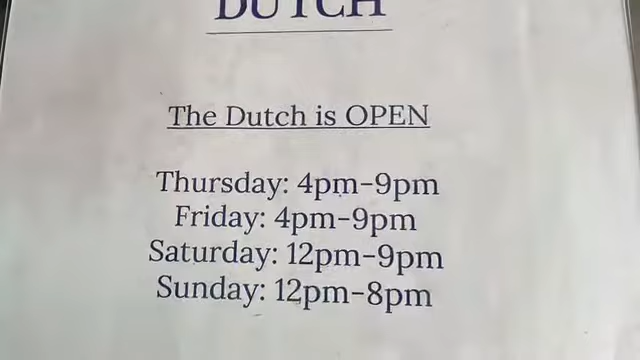 DUTCH
The Dutch is OPEN
Thursday: 4pm-9pm
Friday: 4pm-9pm
Saturday: 12pm-9pm
Sunday: 12pm-8pm